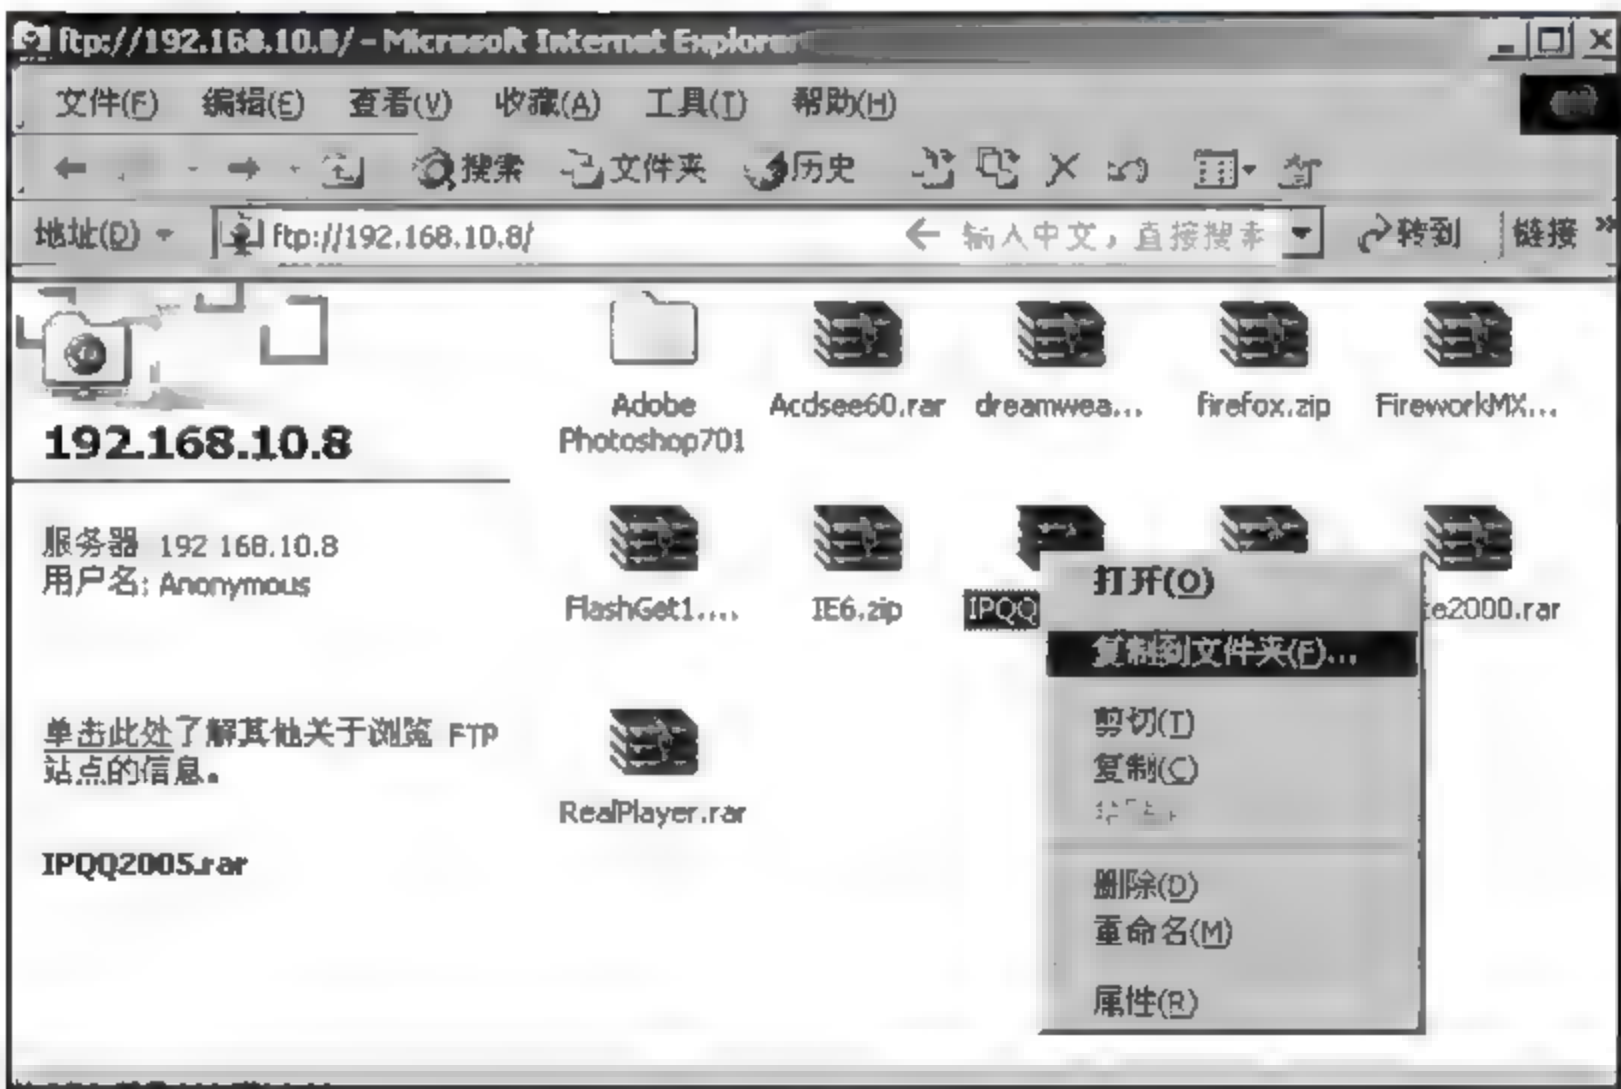 ftp://192.168.10.8/ - Microsoft Internet Explorer
文件(F) 编辑(E) 查看(V) 收藏(A) 工具(T) 帮助(H)
搜索 文件夹 历史
地址(D) ftp://192.168.10.8/ 输入中文，直接搜索 转到 链接 »
192.168.10.8
服务器 192 168.10.8
用户名: Anonymous
单击此处了解其他关于浏览 FTP
站点的信息。
IPQQ2005.rar
Adobe
Photoshop701
Acdsee60.rar
dreamwea...
firefox.zip
FireworkMX...
FlashGet1....
IE6.zip
IPQQ
te2000.rar
RealPlayer.rar
打开(O)
复制到文件夹(F)...
剪切(T)
复制(C)
删除(D)
重命名(M)
属性(R)